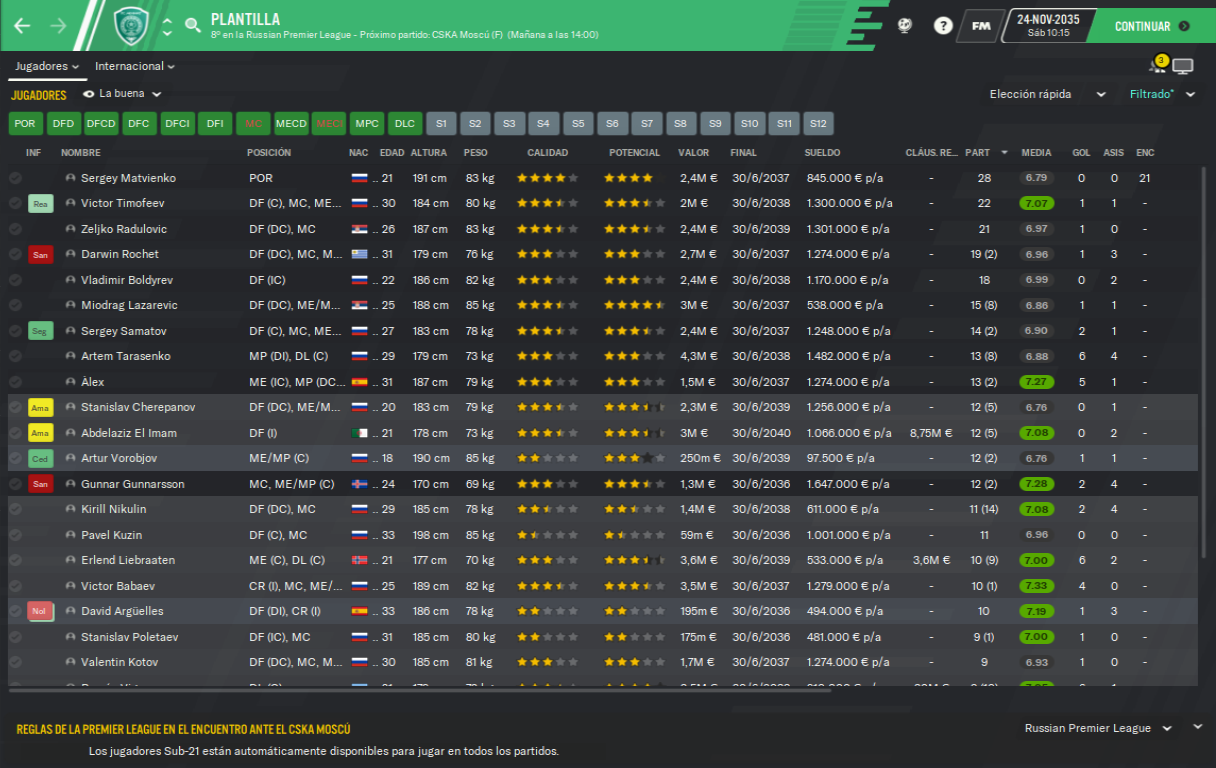 PLANTILLA
8º en la Russian Premier League - Próximo partido: CSKA Moscú (F) (Mañana a las 14:00)
? FM 24-NOV-2035 Sáb 10:15 CONTINUAR
Jugadores Internacional 3
JUGADORES La buena Elección rápida Filtrado*
POR DFD DFCD DFC DFCI DFI MC MECD MECI MPC DLC S1 S2 S3 S4 S5 S6 S7 S8 S9 S10 S11 S12
INF NOMBRE POSICIÓN NAC EDAD ALTURA PESO CALIDAD POTENCIAL VALOR FINAL SUELDO CLÁUS. RE... PART MEDIA GOL ASIS ENC
Sergey Matvienko POR .. 21 191 cm 83 kg 2,4M € 30/6/2037 845.000 € p/a - 28 6.79 0 0 21
Rea Victor Timofeev DF (C), MC, ME... .. 30 184 cm 80 kg 2M € 30/6/2038 1.300.000 € p/a - 22 7.07 1 1 -
Zeljko Radulovic DF (DC), MC .. 26 187 cm 83 kg 2,4M € 30/6/2039 1.301.000 € p/a - 21 6.97 1 0 -
San Darwin Rochet DF (DC), MC, M... .. 31 179 cm 76 kg 2,7M € 30/6/2037 1.274.000 € p/a - 19 (2) 6.96 1 3 -
Vladimir Boldyrev DF (IC) .. 22 186 cm 82 kg 2,4M € 30/6/2038 1.170.000 € p/a - 18 6.99 0 2 -
Miodrag Lazarevic DF (DC), ME/M... .. 25 188 cm 85 kg 3M € 30/6/2037 538.000 € p/a - 15 (8) 6.86 1 1 -
Seg Sergey Samatov DF (C), MC, ME... .. 27 183 cm 78 kg 2,4M € 30/6/2037 1.248.000 € p/a - 14 (2) 6.90 2 1 -
Artem Tarasenko MP (DI), DL (C) .. 29 179 cm 73 kg 4,3M € 30/6/2038 1.482.000 € p/a - 13 (8) 6.88 6 4 -
Àlex ME (IC), MP (DC... .. 31 187 cm 79 kg 1,5M € 30/6/2037 1.274.000 € p/a - 13 (2) 7.27 5 1 -
Ama Stanislav Cherepanov DF (DC), ME/M... .. 20 183 cm 79 kg 2,3M € 30/6/2039 1.256.000 € p/a - 12 (5) 6.76 0 1 -
Ama Abdelaziz El Imam DF (I) .. 21 178 cm 73 kg 3M € 30/6/2040 1.066.000 € p/a 8,75M € 12 (5) 7.08 0 2 -
Ced Artur Vorobjov ME/MP (C) .. 18 190 cm 85 kg 250m € 30/6/2039 97.500 € p/a - 12 (2) 6.76 1 1 -
San Gunnar Gunnarsson MC, ME/MP (C) .. 24 170 cm 69 kg 1,3M € 30/6/2036 1.647.000 € p/a - 12 (2) 7.28 2 4 -
Kirill Nikulin DF (DC), MC .. 29 185 cm 78 kg 1,4M € 30/6/2038 611.000 € p/a - 11 (14) 7.08 2 4 -
Pavel Kuzin DF (C), MC .. 33 198 cm 85 kg 59m € 30/6/2036 1.001.000 € p/a - 11 6.96 0 0 -
Erlend Liebraaten ME (C), DL (C) .. 21 177 cm 70 kg 3,6M € 30/6/2039 533.000 € p/a 3,6M € 10 (9) 7.00 6 2 -
Victor Babaev CR (I), MC, ME/... .. 25 189 cm 82 kg 3,5M € 30/6/2037 1.279.000 € p/a - 10 (1) 7.33 4 0 -
Nol David Argüelles DF (DI), CR (I) .. 33 186 cm 78 kg 195m € 30/6/2036 494.000 € p/a - 10 7.19 1 3 -
Stanislav Poletaev DF (IC), MC .. 31 185 cm 80 kg 175m € 30/6/2036 481.000 € p/a - 9 (1) 7.00 1 0 -
Valentin Kotov DF (DC), MC, M... .. 30 185 cm 81 kg 1,7M € 30/6/2037 1.274.000 € p/a - 9 6.93 1 0 -
REGLAS DE LA PREMIER LEAGUE EN EL ENCUENTRO ANTE EL CSKA MOSCÚ Russian Premier League
Los jugadores Sub-21 están automáticamente disponibles para jugar en todos los partidos.